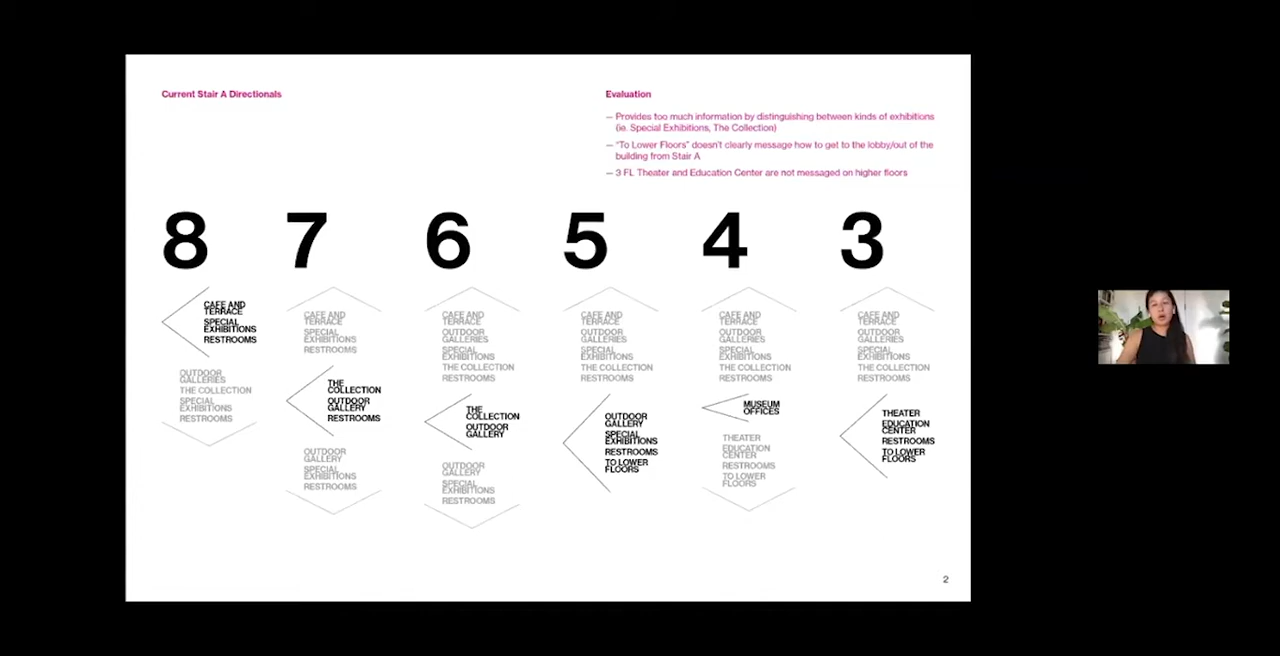 Current Stair A Directionals
Evaluation
— Provides too much information by distinguishing between kinds of exhibitions
(ie. Special Exhibitions, The Collection)
— "To Lower Floors" doesn't clearly message how to get to the lobby/out of the
building from Stair A
— 3 FL Theater and Education Center are not messaged on higher floors
8
CAFE AND
TERRACE
SPECIAL
EXHIBITIONS
RESTROOMS
OUTDOOR
GALLERIES
THE COLLECTION
SPECIAL
EXHIBITIONS
RESTROOMS
7
CAFE AND
TERRACE
SPECIAL
EXHIBITIONS
RESTROOMS
THE
COLLECTION
OUTDOOR
GALLERY
RESTROOMS
OUTDOOR
GALLERY
SPECIAL
EXHIBITIONS
RESTROOMS
6
CAFE AND
TERRACE
OUTDOOR
GALLERIES
SPECIAL
EXHIBITIONS
THE COLLECTION
RESTROOMS
THE
COLLECTION
OUTDOOR
GALLERY
OUTDOOR
GALLERY
SPECIAL
EXHIBITIONS
RESTROOMS
5
CAFE AND
TERRACE
OUTDOOR
GALLERIES
SPECIAL
EXHIBITIONS
THE COLLECTION
RESTROOMS
OUTDOOR
GALLERY
SPECIAL
EXHIBITIONS
RESTROOMS
TO LOWER
FLOORS
4
CAFE AND
TERRACE
OUTDOOR
GALLERIES
SPECIAL
EXHIBITIONS
THE COLLECTION
RESTROOMS
MUSEUM
OFFICES
THEATER
EDUCATION
CENTER
RESTROOMS
TO LOWER
FLOORS
3
CAFE AND
TERRACE
OUTDOOR
GALLERIES
SPECIAL
EXHIBITIONS
THE COLLECTION
RESTROOMS
THEATER
EDUCATION
CENTER
RESTROOMS
TO LOWER
FLOORS
2